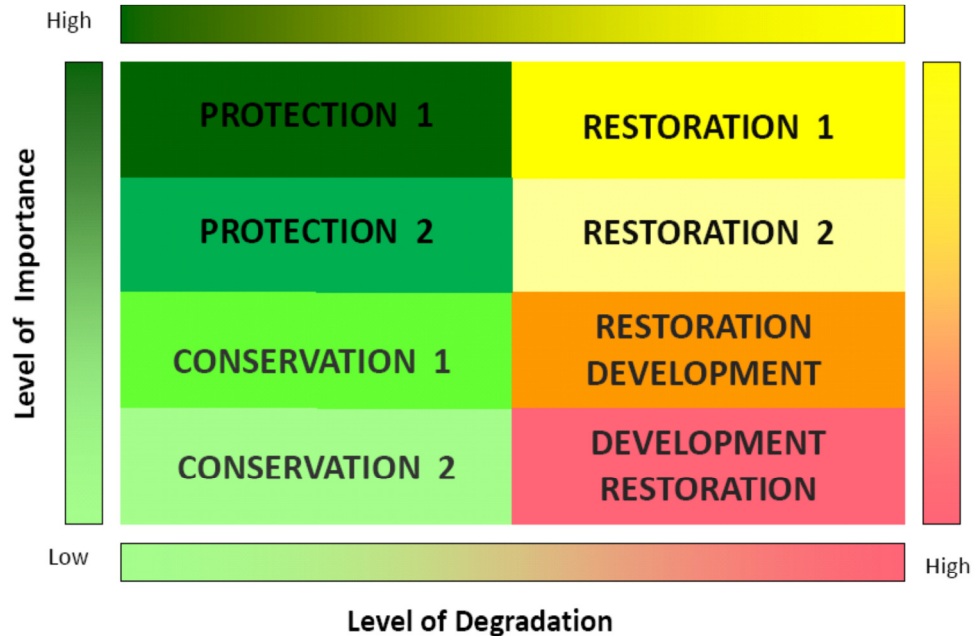 High
PROTECTION 1
RESTORATION 1
PROTECTION 2
RESTORATION 2
CONSERVATION 1
RESTORATION
DEVELOPMENT
CONSERVATION 2
DEVELOPMENT
RESTORATION
Level of Importance
Low
High
Level of Degradation